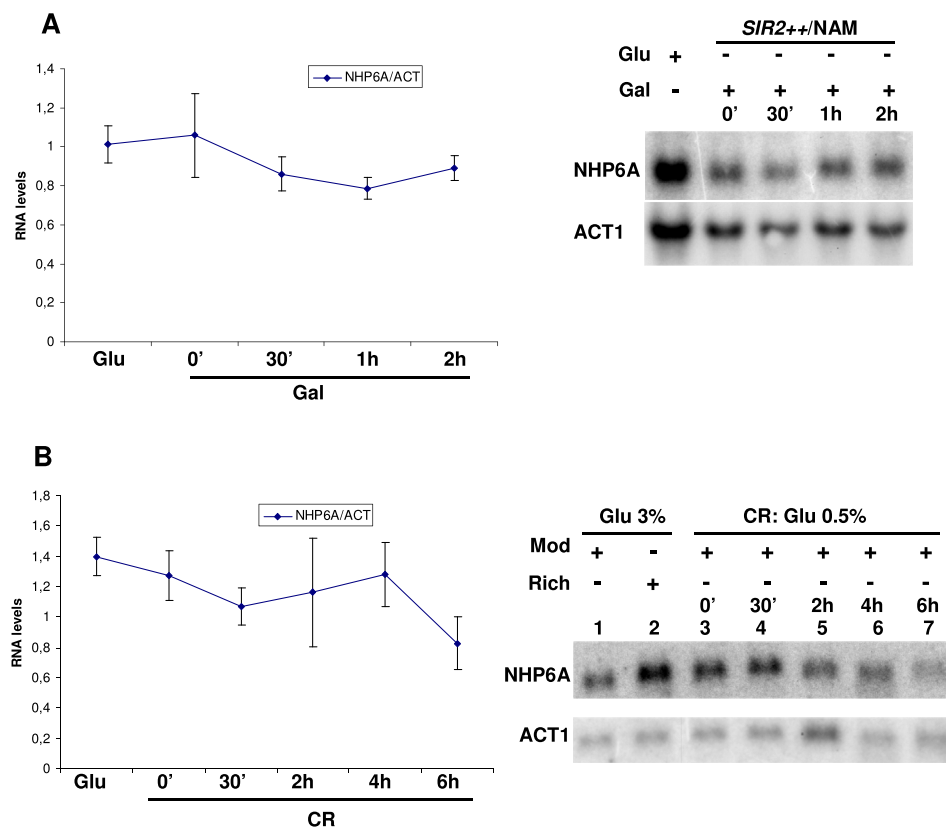 A
RNA levels
1,4
1,2
1
0,8
0,6
0,4
0,2
0
NHP6A/ACT
Glu 0’ 30’ 1h 2h
Gal
SIR2++/NAM
Glu + - - - -
Gal - + + + +
0’ 30’ 1h 2h
NHP6A
ACT1
B
RNA levels
1,8
1,6
1,4
1,2
1
0,8
0,6
0,4
0,2
0
NHP6A/ACT
Glu 0’ 30’ 2h 4h 6h
CR
Glu 3% CR: Glu 0.5%
Mod + - + + + + +
Rich - + - - - - -
0’ 30’ 2h 4h 6h
1 2 3 4 5 6 7
NHP6A
ACT1